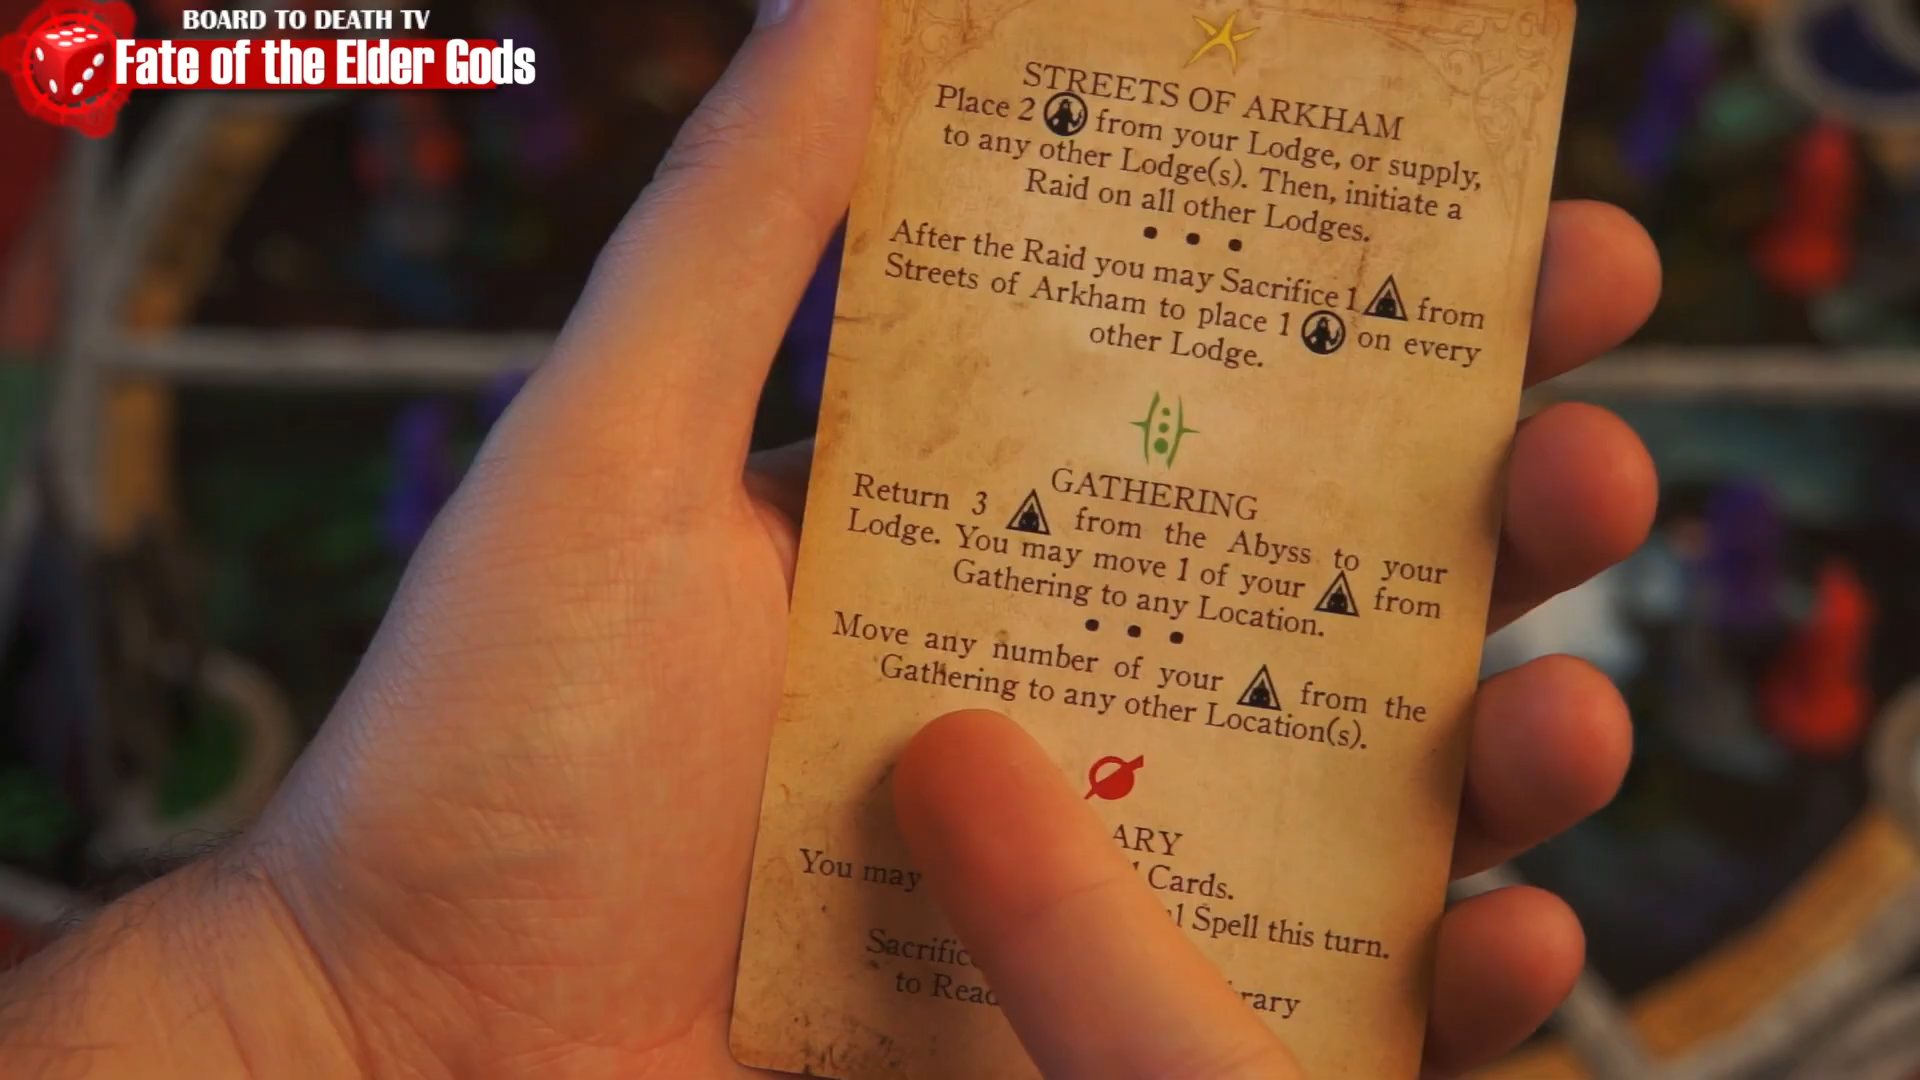 BOARD TO DEATH TV
Fate of the Elder Gods
STREETS OF ARKHAM
Place 2 from your Lodge, or supply,
to any other Lodge(s). Then, initiate a
Raid on all other Lodges.
• • •
After the Raid you may Sacrifice 1 from
Streets of Arkham to place 1 on every
other Lodge.
GATHERING
Return 3 from the Abyss to your
Lodge. You may move 1 of your from
Gathering to any Location.
• • •
Move any number of your from the
Gathering to any other Location(s).
You may Cards.
Spell this turn.
to